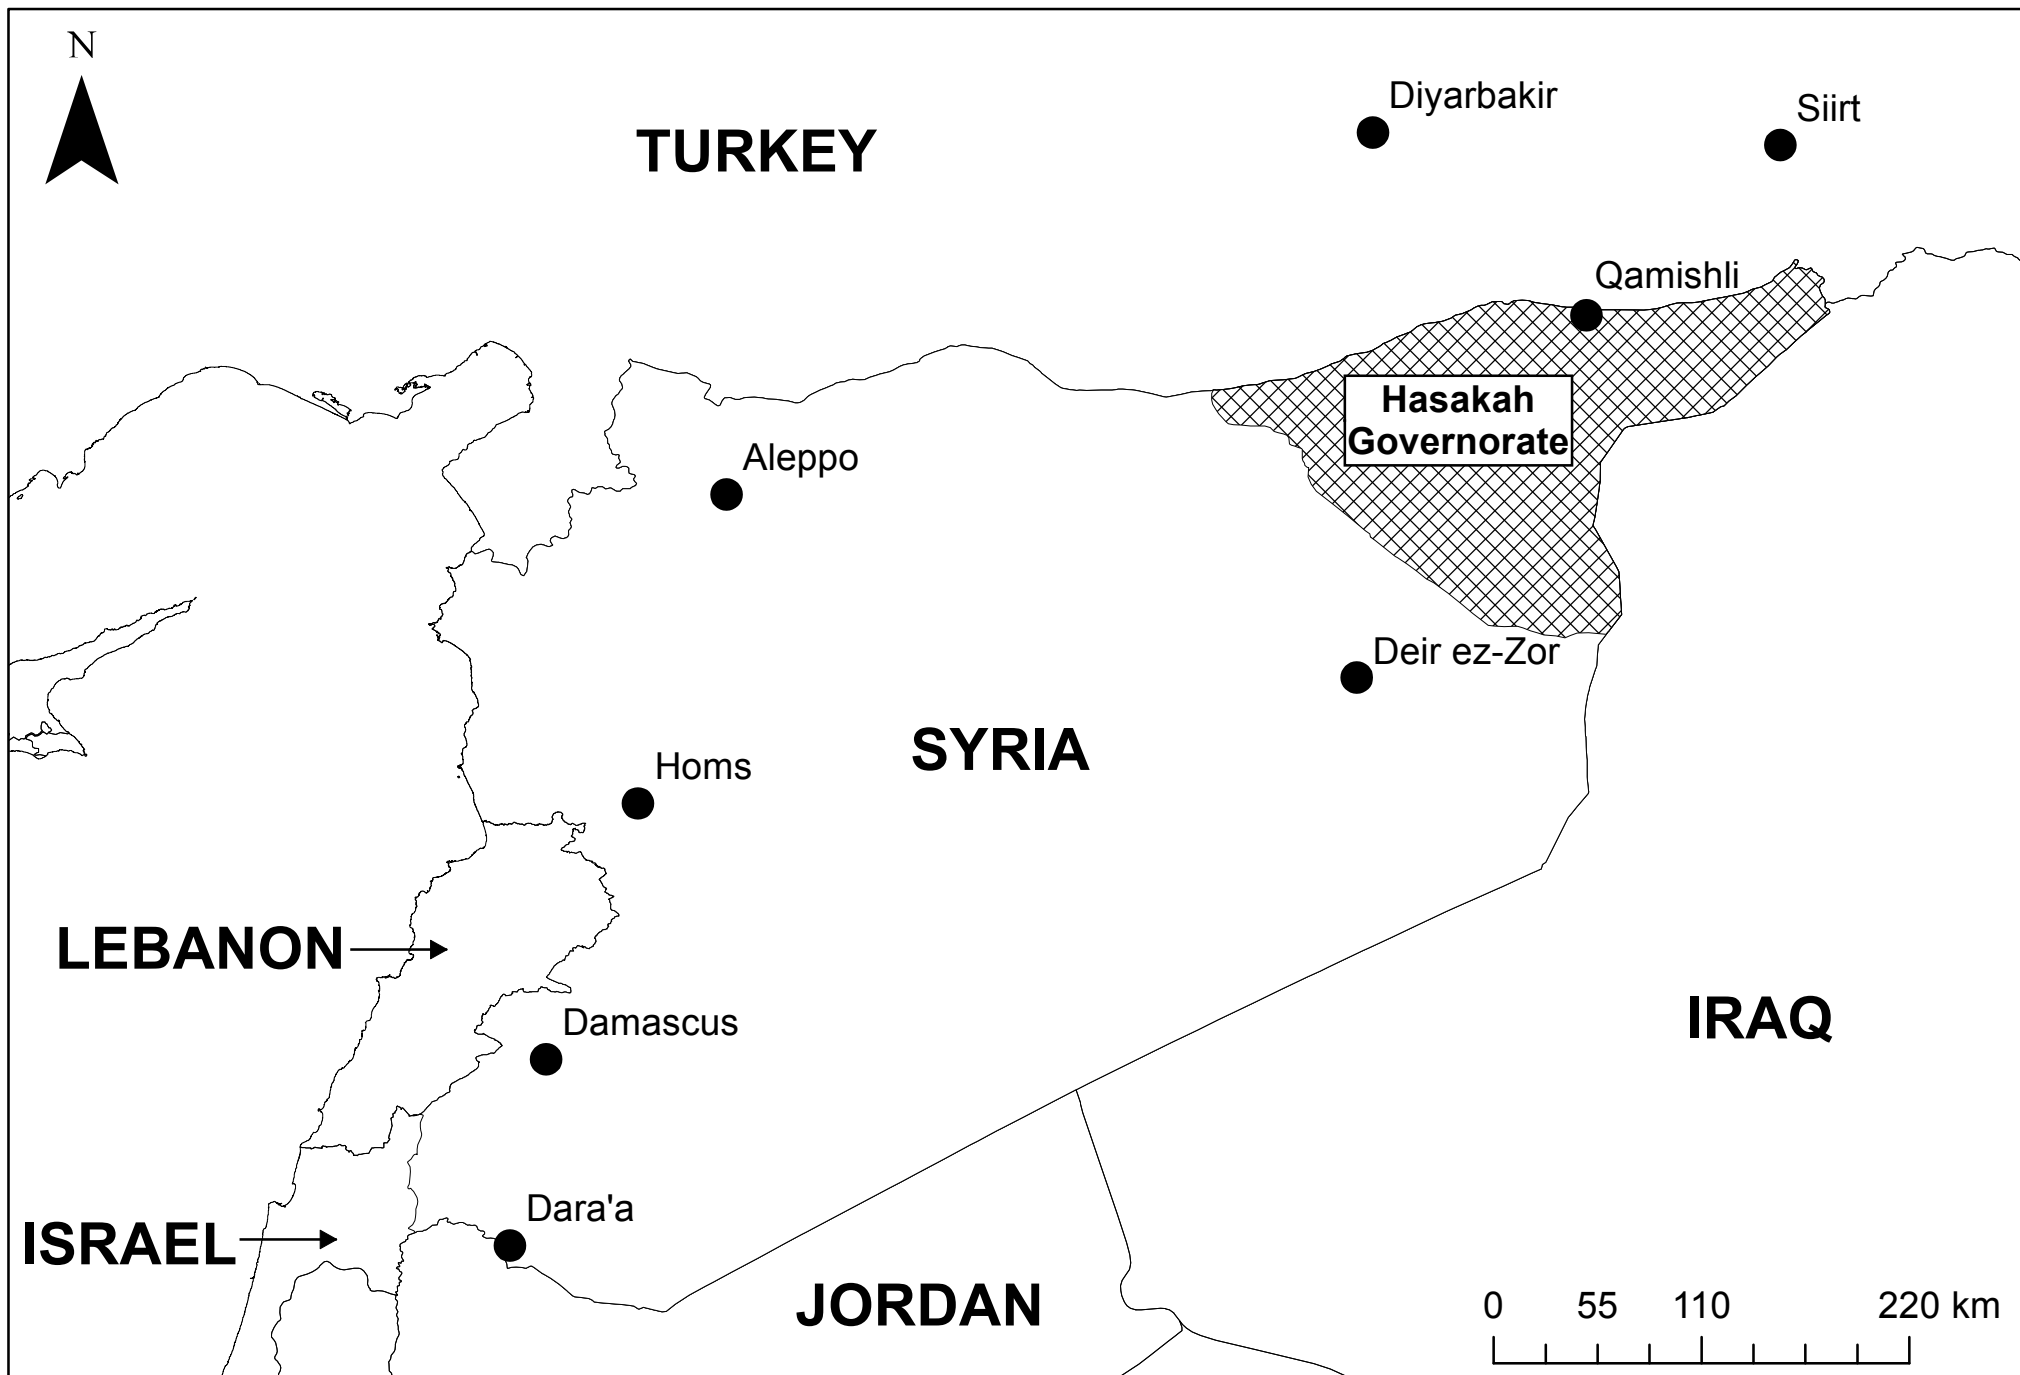 N
Diyarbakir
Siirt
TURKEY
Qamishli
Hasakah
Governorate
Aleppo
Deir ez-Zor
SYRIA
Homs
LEBANON
IRAQ
Damascus
Dara'a
ISRAEL
JORDAN
0 55 110 220 km